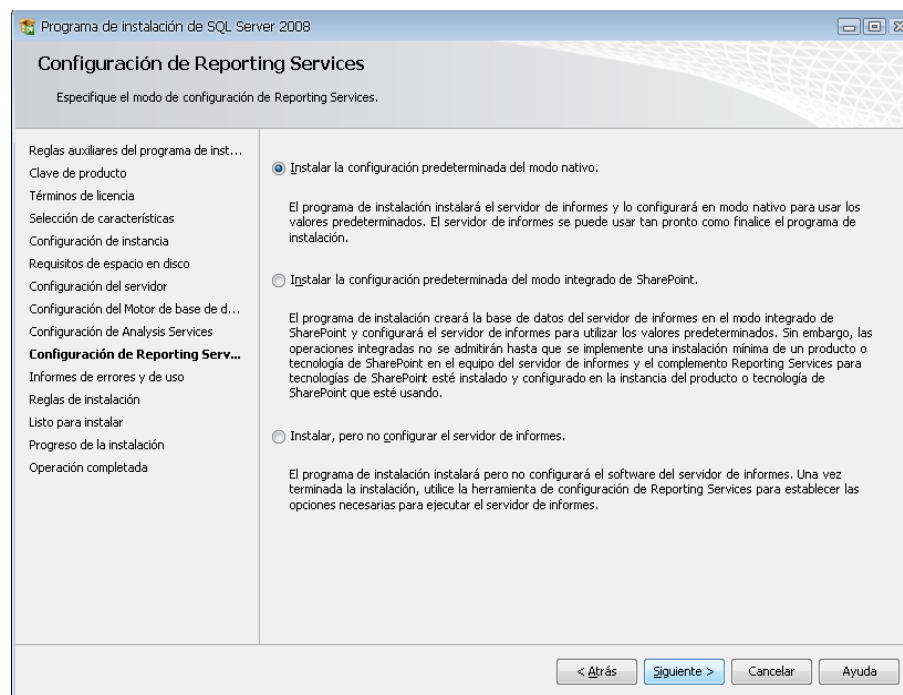 Programa de instalación de SQL Server 2008
Configuración de Reporting Services
Especifique el modo de configuración de Reporting Services.
Reglas auxiliares del programa de inst...
Clave de producto
Términos de licencia
Selección de características
Configuración de instancia
Requisitos de espacio en disco
Configuración del servidor
Configuración del Motor de base de d...
Configuración de Analysis Services
Configuración de Reporting Serv...
Informes de errores y de uso
Reglas de instalación
Listo para instalar
Progreso de la instalación
Operación completada
Instalar la configuración predeterminada del modo nativo.
El programa de instalación instalará el servidor de informes y lo configurará en modo nativo para usar los
valores predeterminados. El servidor de informes se puede usar tan pronto como finalice el programa de
instalación.
Instalar la configuración predeterminada del modo integrado de SharePoint.
El programa de instalación creará la base de datos del servidor de informes en el modo integrado de
SharePoint y configurará el servidor de informes para utilizar los valores predeterminados. Sin embargo, las
operaciones integradas no se admitirán hasta que se implemente una instalación mínima de un producto o
tecnología de SharePoint en el equipo del servidor de informes y el complemento Reporting Services para
tecnologías de SharePoint esté instalado y configurado en la instancia del producto o tecnología de
SharePoint que esté usando.
Instalar, pero no configurar el servidor de informes.
El programa de instalación instalará pero no configurará el software del servidor de informes. Una vez
terminada la instalación, utilice la herramienta de configuración de Reporting Services para establecer las
opciones necesarias para ejecutar el servidor de informes.
< Atrás
Siguiente >
Cancelar
Ayuda